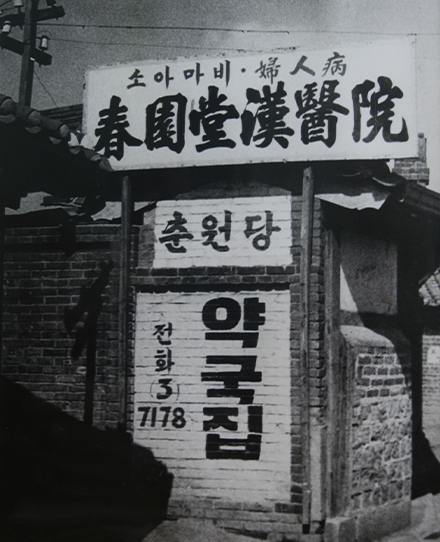 소아마비·婦人病
春園堂漢醫院
춘원당
약국집
전화
(3)
7178